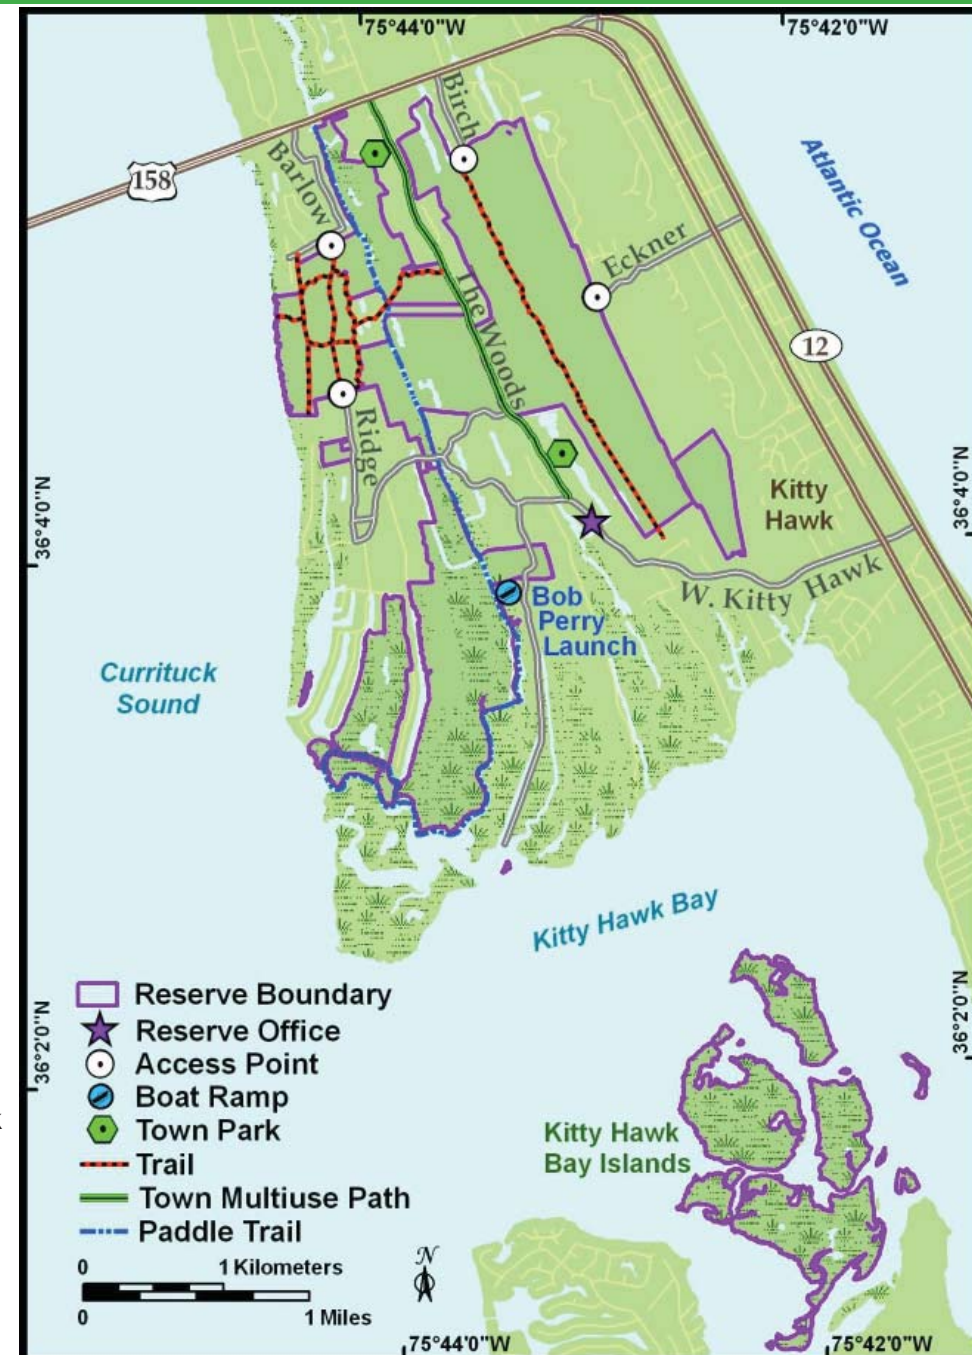 75°44'0"W
75°42'0"W
Birch
Barlow
158
Atlantic Ocean
Eckner
The Woods
12
Ridge
36°4'0"N
36°4'0"N
Kitty
Hawk
W. Kitty Hawk
Bob
Perry
Launch
Currituck
Sound
Kitty Hawk Bay
Reserve Boundary
Reserve Office
Access Point
Boat Ramp
Town Park
Trail
Town Multiuse Path
Paddle Trail
36°2'0"N
36°2'0"N
Kitty Hawk
Bay Islands
0 1 Kilometers
0 1 Miles
N
75°44'0"W
75°42'0"W